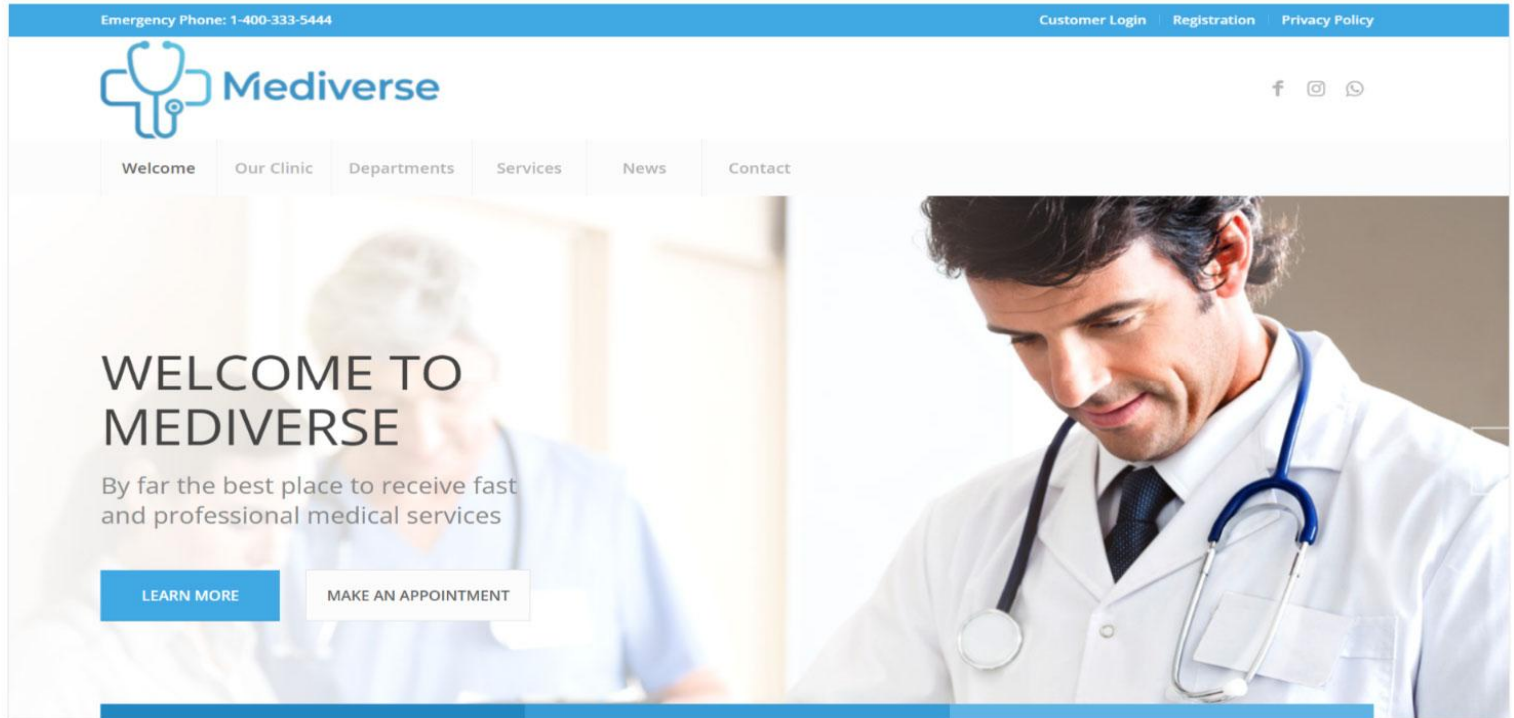 Emergency Phone: 1-400-333-5444
Customer Login Registration Privacy Policy
Mediverse
Welcome Our Clinic Departments Services News Contact
WELCOME TO
MEDIVERSE
By far the best place to receive fast
and professional medical services
LEARN MORE MAKE AN APPOINTMENT